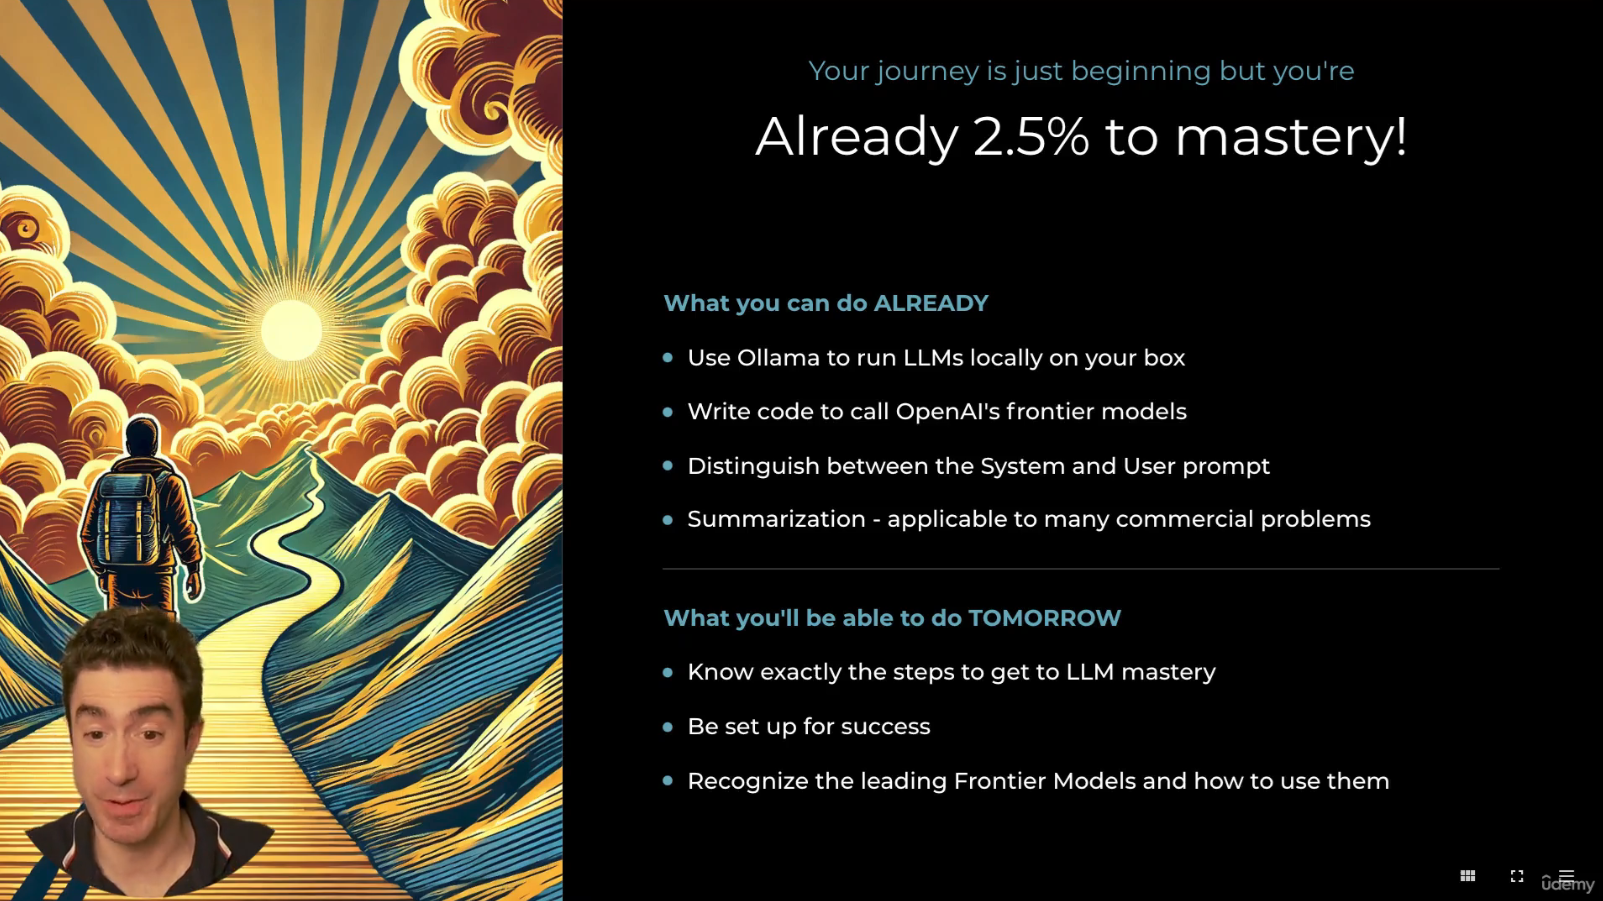 Your journey is just beginning but you're
Already 2.5% to mastery!
What you can do ALREADY
Use Ollama to run LLMs locally on your box
Write code to call OpenAI's frontier models
Distinguish between the System and User prompt
Summarization - applicable to many commercial problems
What you'll be able to do TOMORROW
Know exactly the steps to get to LLM mastery
Be set up for success
Recognize the leading Frontier Models and how to use them
ûdemy